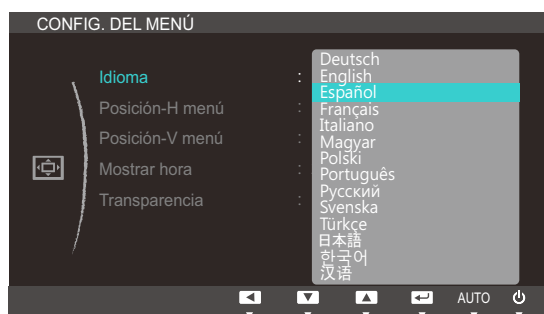 CONFIG. DEL MENÚ
Idioma :
Posición-H menú :
Posición-V menú :
Mostrar hora :
Transparencia :
Deutsch
English
Español
Français
Italiano
Magyar
Polski
Português
Русский
Svenska
Türkçe
日本語
한국어
汉语
AUTO